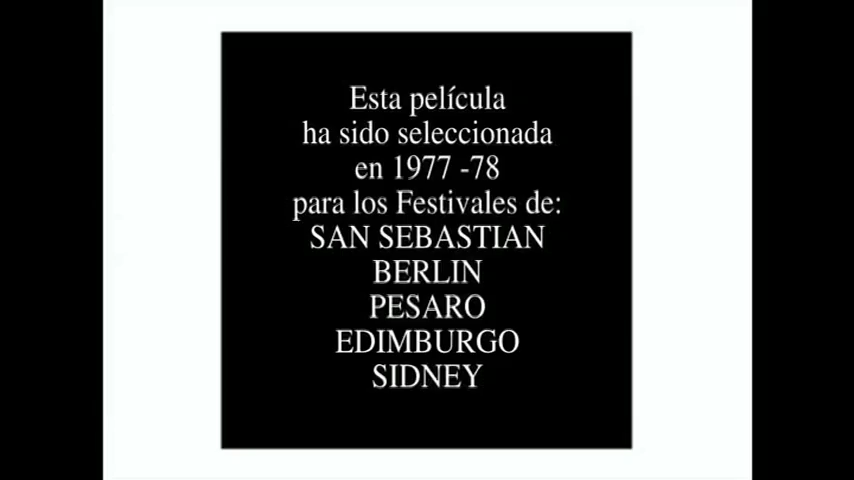 Esta película
ha sido seleccionada
en 1977 -78
para los Festivales de:
SAN SEBASTIAN
BERLIN
PESARO
EDIMBURGO
SIDNEY